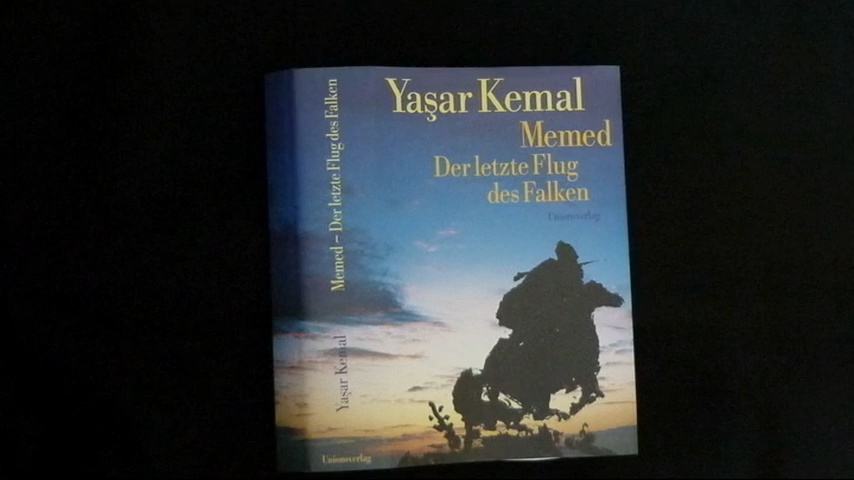 Yaşar Kemal
Memed
Der letzte Flug
des Falken
Unionsverlag
Memed – Der letzte Flug des Falken
Yaşar Kemal
Unionsverlag